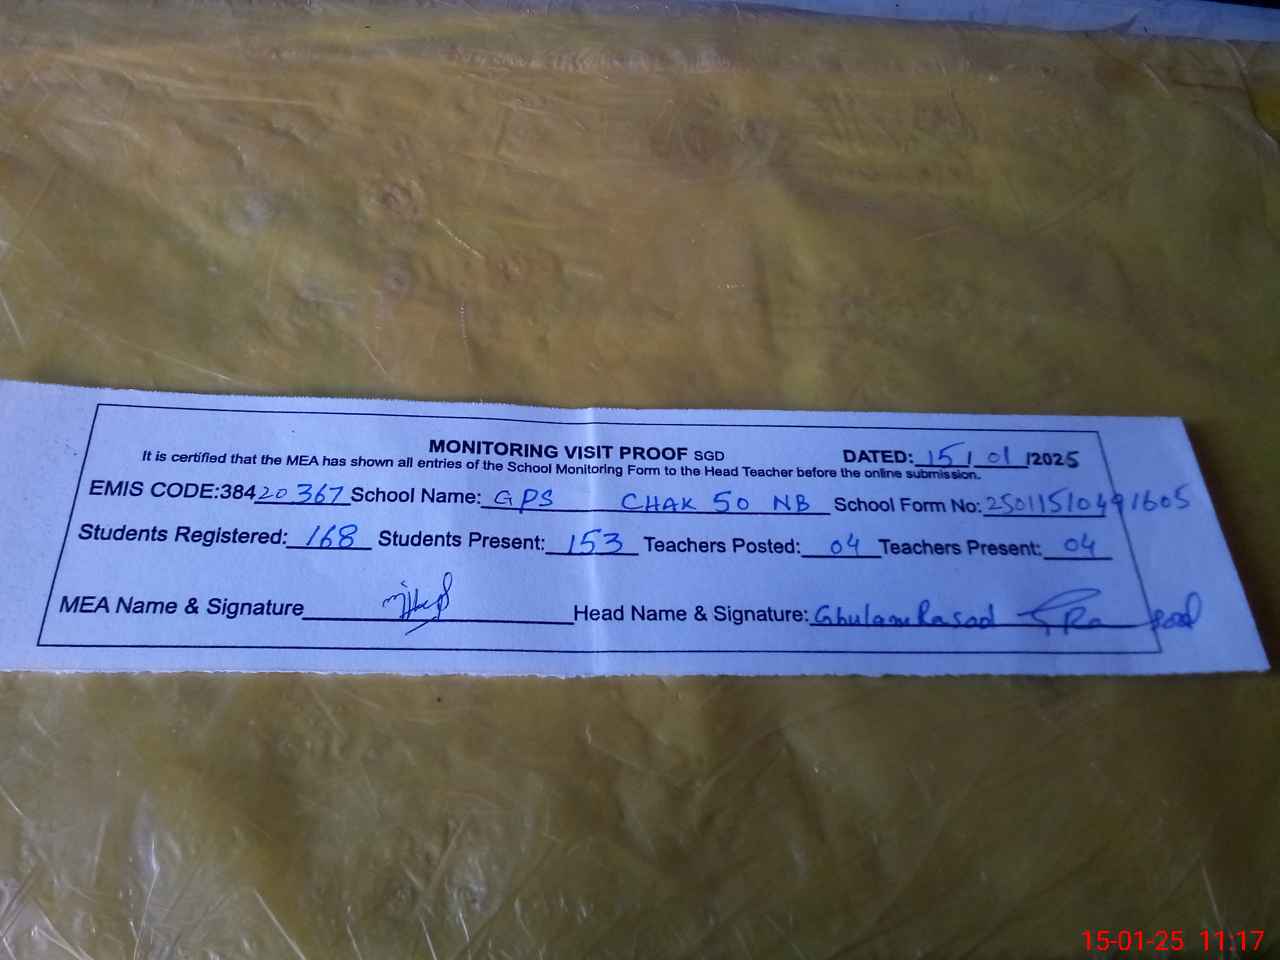 MONITORING VISIT PROOF SGD DATED: 15/01/2025
It is certified that the MEA has shown all entries of the School Monitoring Form to the Head Teacher before the online submission.
EMIS CODE:38420367 School Name: GPS CHAK 50 NB School Form No: 25011510491605
Students Registered: 168 Students Present: 153 Teachers Posted: 04 Teachers Present: 04
MEA Name & Signature Head Name & Signature: Ghulam Rasool
15-01-25 11:17